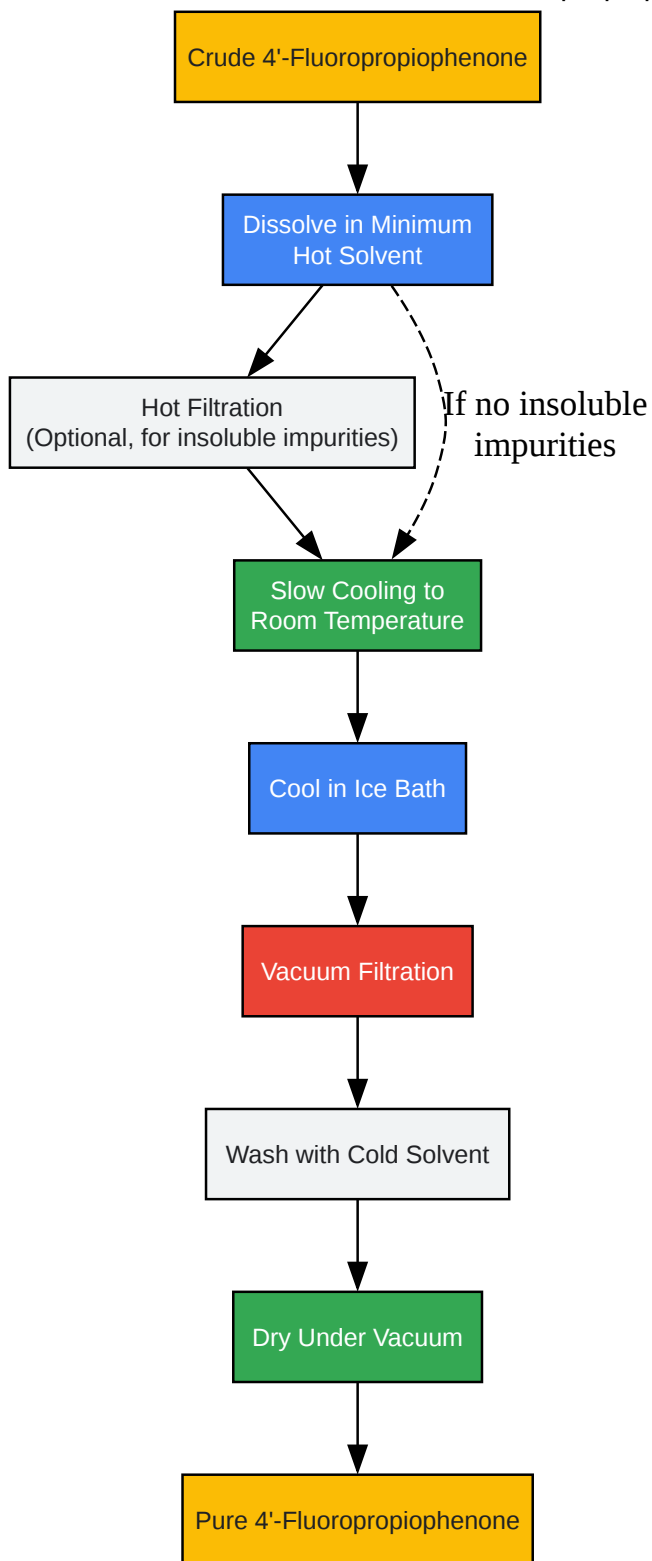 Crude 4'-Fluoropropiophenone
Dissolve in Minimum
Hot Solvent
Hot Filtration
(Optional, for insoluble impurities)
If no insoluble
impurities
Slow Cooling to
Room Temperature
Cool in Ice Bath
Vacuum Filtration
Wash with Cold Solvent
Dry Under Vacuum
Pure 4'-Fluoropropiophenone